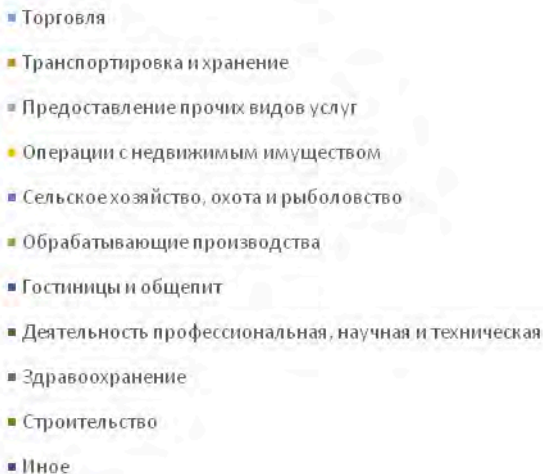 Торговля
Транспортировка и хранение
Предоставление прочих видов услуг
Операции с недвижимым имуществом
Сельское хозяйство, охота и рыболовство
Обрабатывающие производства
Гостиницы и общепит
Деятельность профессиональная, научная и техническая
Здравоохранение
Строительство
Иное